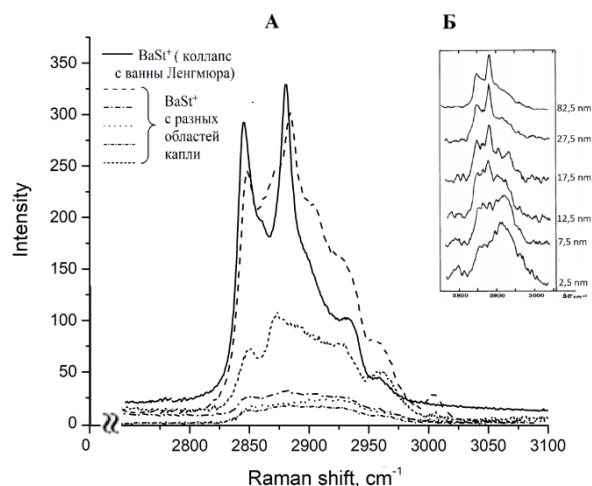 А
Б
Intensity
350
300
250
200
150
100
50
0
BaSt⁺ ( коллапс
с ванны Ленгмюра)
BaSt⁺
с разных
областей
капли
82,5 nm
27,5 nm
17,5 nm
12,5 nm
7,5 nm
2,5 nm
2800 2900 3000
0 2800 2850 2900 2950 3000 3050 3100
Raman shift, cm⁻¹